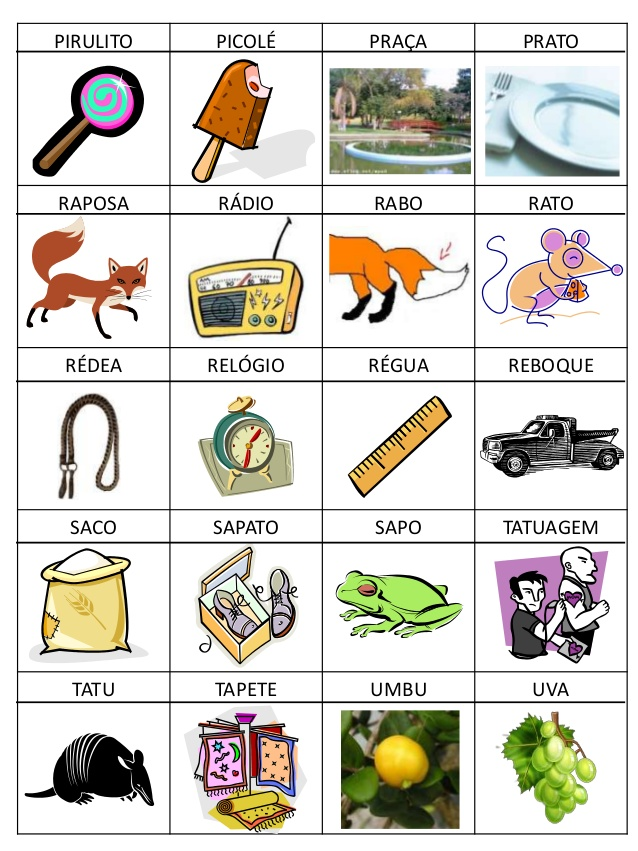 PIRULITO PICOLÉ PRAÇA PRATO
RAPOSA RÁDIO RABO RATO
RÉDEA RELÓGIO RÉGUA REBOQUE
SACO SAPATO SAPO TATUAGEM
TATU TAPETE UMBU UVA